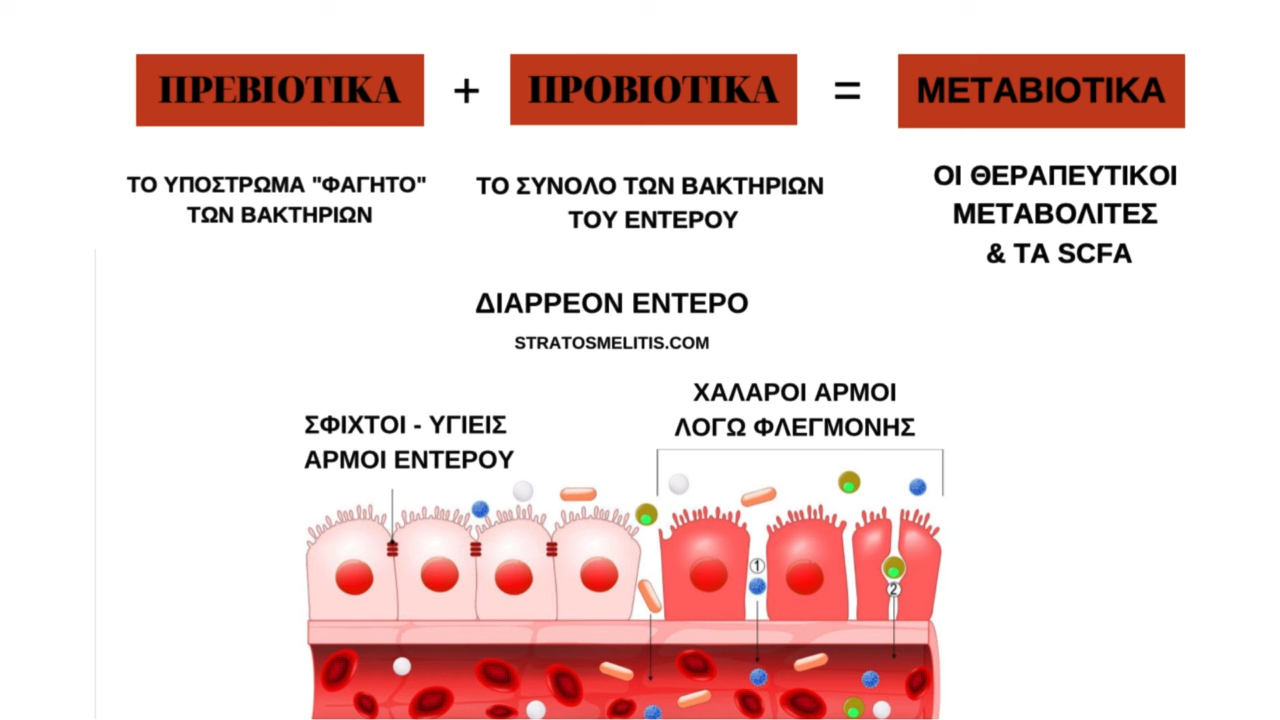 ΠΡΕΒΙΟΤΙΚΑ + ΠΡΟΒΙΟΤΙΚΑ = ΜΕΤΑΒΙΟΤΙΚΑ
ΤΟ ΥΠΟΣΤΡΩΜΑ "ΦΑΓΗΤΟ"
ΤΩΝ ΒΑΚΤΗΡΙΩΝ
ΤΟ ΣΥΝΟΛΟ ΤΩΝ ΒΑΚΤΗΡΙΩΝ
ΤΟΥ ΕΝΤΕΡΟΥ
ΟΙ ΘΕΡΑΠΕΥΤΙΚΟΙ
ΜΕΤΑΒΟΛΙΤΕΣ
& ΤΑ SCFA
ΔΙΑΡΡΕΟΝ ΕΝΤΕΡΟ
STRATOSMELITIS.COM
ΣΦΙΧΤΟΙ - ΥΓΙΕΙΣ
ΑΡΜΟΙ ΕΝΤΕΡΟΥ
ΧΑΛΑΡΟΙ ΑΡΜΟΙ
ΛΟΓΩ ΦΛΕΓΜΟΝΗΣ
1
2